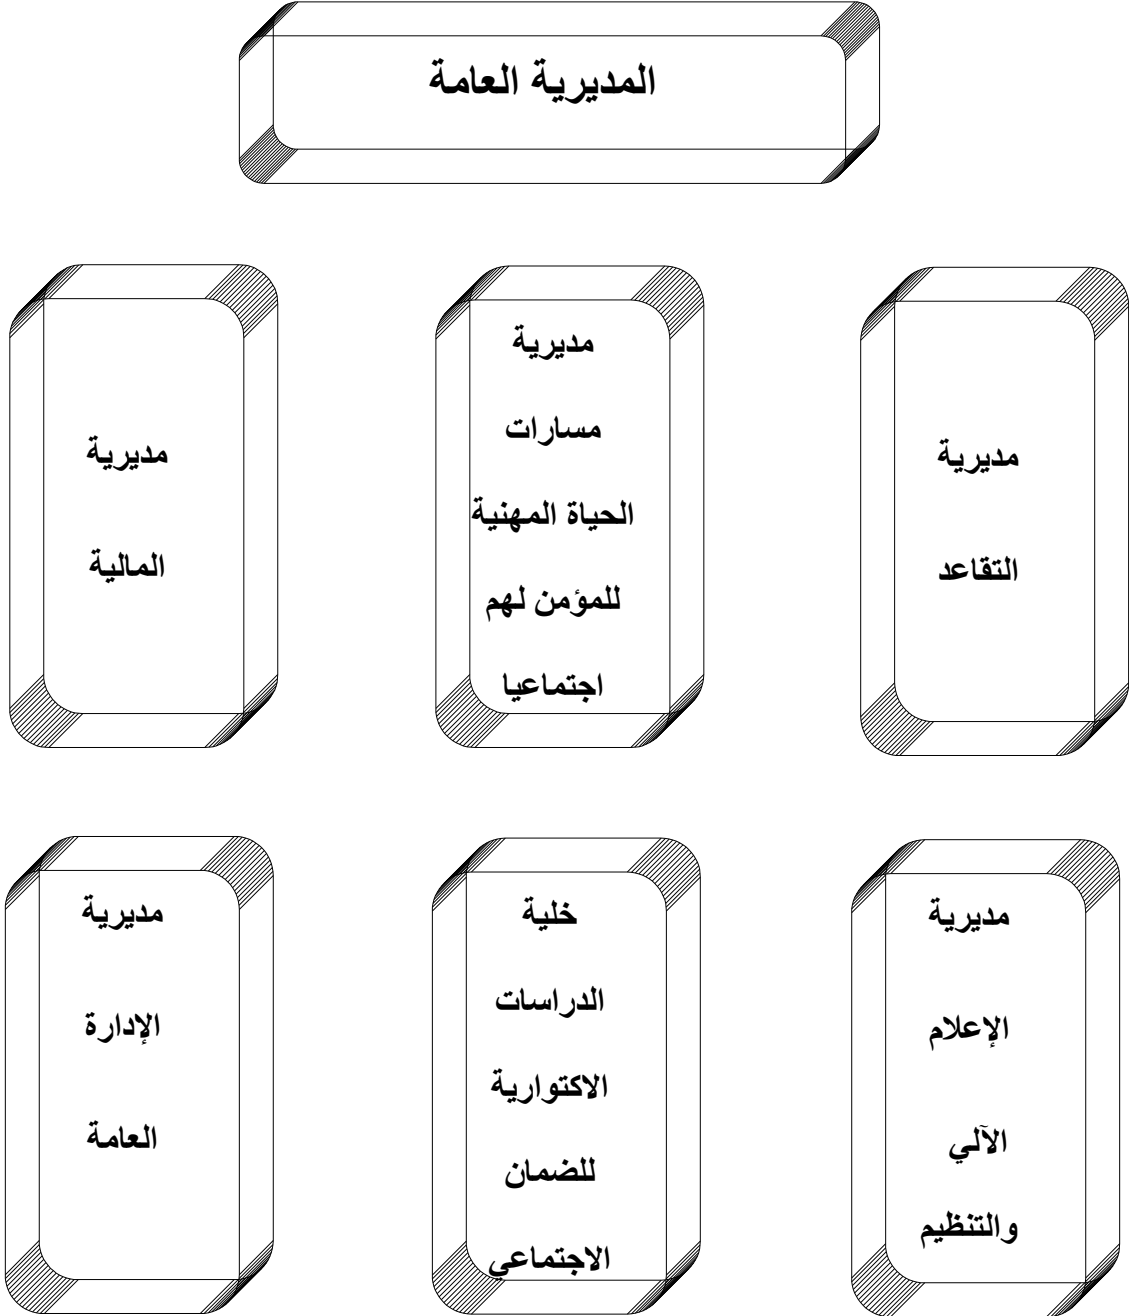 المديرية العامة
مديرية
التقاعد
مديرية
مسارات
الحياة المهنية
للمؤمن لهم
اجتماعيا
مديرية
المالية
مديرية
الإعلام
الآلي
والتنظيم
خلية
الدراسات
الاكتوارية
للضمان
الاجتماعي
مديرية
الإدارة
العامة